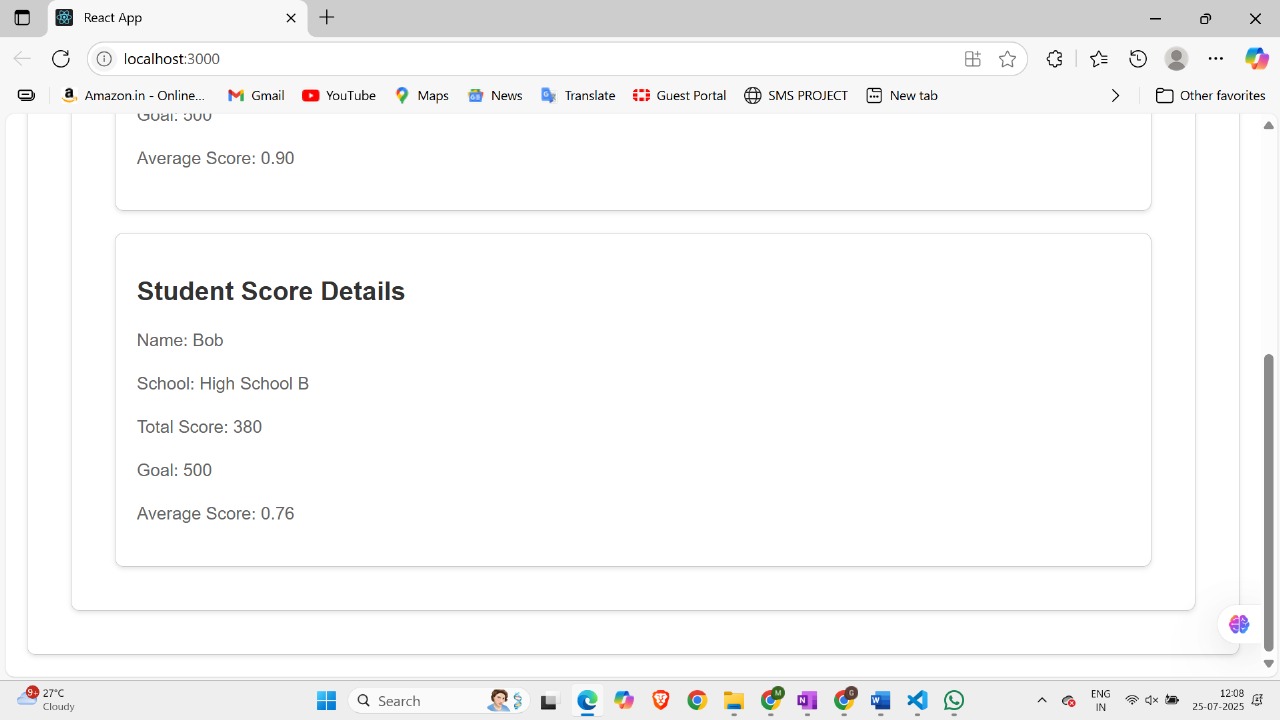 React App
localhost:3000
Amazon.in - Online...
Gmail
YouTube
Maps
News
Translate
Guest Portal
SMS PROJECT
New tab
Other favorites
Goal: 500
Average Score: 0.90
Student Score Details
Name: Bob
School: High School B
Total Score: 380
Goal: 500
Average Score: 0.76
9+
27°C
Cloudy
Search
M
G
ENG
IN
12:08
25-07-2025